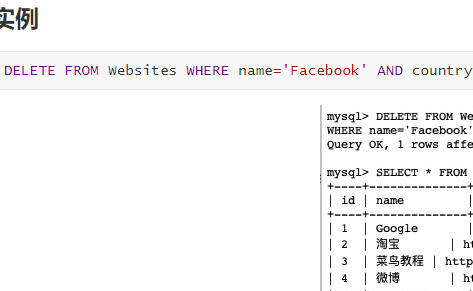 实例
DELETE FROM Websites WHERE name='Facebook' AND country
mysql> DELETE FROM We
WHERE name='Facebook'
Query OK, 1 rows affe
mysql> SELECT * FROM
+----+--------------+
| id | name |
+----+--------------+
| 1 | Google |
| 2 | 淘宝 | ht
| 3 | 菜鸟教程 | http
| 4 | 微博 | ht